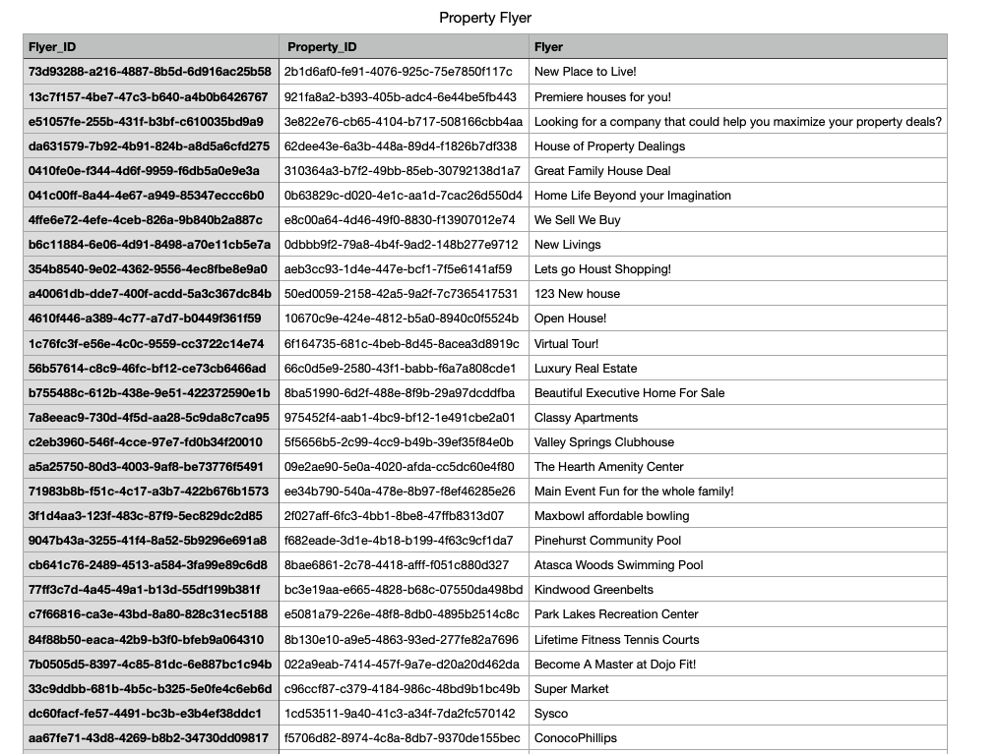 Property Flyer
Flyer_ID Property_ID Flyer
73d93288-a216-4887-8b5d-6d916ac25b58 2b1d6af0-fe91-4076-925c-75e7850f117c New Place to Live!
13c7f157-4be7-47c3-b640-a4b0b6426767 921fa8a2-b393-405b-adc4-6e44be5fb443 Premiere houses for you!
e51057fe-255b-431f-b3bf-c610035bd9a9 3e822e76-cb65-4104-b717-508166cbb4aa Looking for a company that could help you maximize your property deals?
da631579-7b92-4b91-824b-a8d5a6cfd275 62dee43e-6a3b-448a-89d4-f1826b7df338 House of Property Dealings
0410fe0e-f344-4d6f-9959-f6db5a0e9e3a 310364a3-b7f2-49bb-85eb-30792138d1a7 Great Family House Deal
041c00ff-8a44-4e67-a949-85347eccc6b0 0b63829c-d020-4e1c-aa1d-7cac26d550d4 Home Life Beyond your Imagination
4ffe6e72-4efe-4ceb-826a-9b840b2a887c e8c00a64-4d46-49f0-8830-f13907012e74 We Sell We Buy
b6c11884-6e06-4d91-8498-a70e11cb5e7a 0dbbb9f2-79a8-4b4f-9ad2-148b277e9712 New Livings
354b8540-9e02-4362-9556-4ec8fbe8e9a0 aeb3cc93-1d4e-447e-bcf1-7f5e6141af59 Lets go Houst Shopping!
a40061db-dde7-400f-acdd-5a3c367dc84b 50ed0059-2158-42a5-9a2f-7c7365417531 123 New house
4610f446-a389-4c77-a7d7-b0449f361f59 10670c9e-424e-4812-b5a0-8940c0f5524b Open House!
1c76fc3f-e56e-4c0c-9559-cc3722c14e74 6f164735-681c-4beb-8d45-8acea3d8919c Virtual Tour!
56b57614-c8c9-46fc-bf12-ce73cb6466ad 66c0d5e9-2580-43f1-babb-f6a7a808cde1 Luxury Real Estate
b755488c-612b-438e-9e51-422372590e1b 8ba51990-6d2f-488e-8f9b-29a97dcddfba Beautiful Executive Home For Sale
7a8eeac9-730d-4f5d-aa28-5c9da8c7ca95 975452f4-aab1-4bc9-bf12-1e491cbe2a01 Classy Apartments
c2eb3960-546f-4cce-97e7-fd0b34f20010 5f5656b5-2c99-4cc9-b49b-39ef35f84e0b Valley Springs Clubhouse
a5a25750-80d3-4003-9af8-be73776f5491 09e2ae90-5e0a-4020-afda-cc5dc60e4f80 The Hearth Amenity Center
71983b8b-f51c-4c17-a3b7-422b676b1573 ee34b790-540a-478e-8b97-f8ef46285e26 Main Event Fun for the whole family!
3f1d4aa3-123f-483c-87f9-5ec829dc2d85 2f027aff-6fc3-4bb1-8be8-47ffb8313d07 Maxbowl affordable bowling
9047b43a-3255-41f4-8a52-5b9296e691a8 f682eade-3d1e-4b18-b199-4f63c9cf1da7 Pinehurst Community Pool
cb641c76-2489-4513-a584-3fa99e89c6d8 8bae6861-2c78-4418-afff-f051c880d327 Atasca Woods Swimming Pool
77ff3c7d-4a45-49a1-b13d-55df199b381f bc3e19aa-e665-4828-b68c-07550da498bd Kindwood Greenbelts
c7f66816-ca3e-43bd-8a80-828c31ec5188 e5081a79-226e-48f8-8db0-4895b2514c8c Park Lakes Recreation Center
84f88b50-eaca-42b9-b3f0-bfeb9a064310 8b130e10-a9e5-4863-93ed-277fe82a7696 Lifetime Fitness Tennis Courts
7b0505d5-8397-4c85-81dc-6e887bc1c94b 022a9eab-7414-457f-9a7e-d20a20d462da Become A Master at Dojo Fit!
33c9ddbb-681b-4b5c-b325-5e0fe4c6eb6d c96ccf87-c379-4184-986c-48bd9b1bc49b Super Market
dc60facf-fe57-4491-bc3b-e3b4ef38ddc1 1cd53511-9a40-41c3-a34f-7da2fc570142 Sysco
aa67fe71-43d8-4269-b8b2-34730dd09817 f5706d82-8974-4c8a-8db7-9370de155bec ConocoPhillips